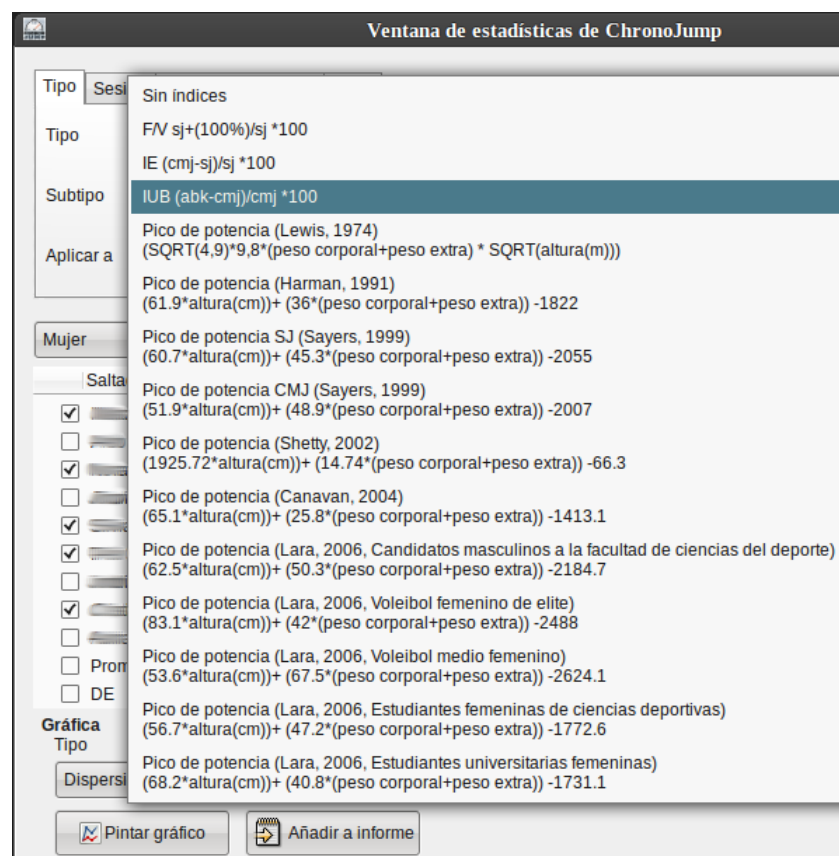 Ventana de estadísticas de ChronoJump
Tipo
Sesi
Tipo
Subtipo
Aplicar a
Sin índices
F/V sj+(100%)/sj *100
IE (cmj-sj)/sj *100
IUB (abk-cmj)/cmj *100
Pico de potencia (Lewis, 1974)
(SQRT(4,9)*9,8*(peso corporal+peso extra) * SQRT(altura(m)))
Pico de potencia (Harman, 1991)
(61.9*altura(cm))+ (36*(peso corporal+peso extra)) -1822
Pico de potencia SJ (Sayers, 1999)
(60.7*altura(cm))+ (45.3*(peso corporal+peso extra)) -2055
Pico de potencia CMJ (Sayers, 1999)
(51.9*altura(cm))+ (48.9*(peso corporal+peso extra)) -2007
Pico de potencia (Shetty, 2002)
(1925.72*altura(cm))+ (14.74*(peso corporal+peso extra)) -66.3
Pico de potencia (Canavan, 2004)
(65.1*altura(cm))+ (25.8*(peso corporal+peso extra)) -1413.1
Pico de potencia (Lara, 2006, Candidatos masculinos a la facultad de ciencias del deporte)
(62.5*altura(cm))+ (50.3*(peso corporal+peso extra)) -2184.7
Pico de potencia (Lara, 2006, Voleibol femenino de elite)
(83.1*altura(cm))+ (42*(peso corporal+peso extra)) -2488
Pico de potencia (Lara, 2006, Voleibol medio femenino)
(53.6*altura(cm))+ (67.5*(peso corporal+peso extra)) -2624.1
Pico de potencia (Lara, 2006, Estudiantes femeninas de ciencias deportivas)
(56.7*altura(cm))+ (47.2*(peso corporal+peso extra)) -1772.6
Pico de potencia (Lara, 2006, Estudiantes universitarias femeninas)
(68.2*altura(cm))+ (40.8*(peso corporal+peso extra)) -1731.1
Mujer
Salta
Prom
DE
Gráfica
Tipo
Dispersi
Pintar gráfico
Añadir a informe